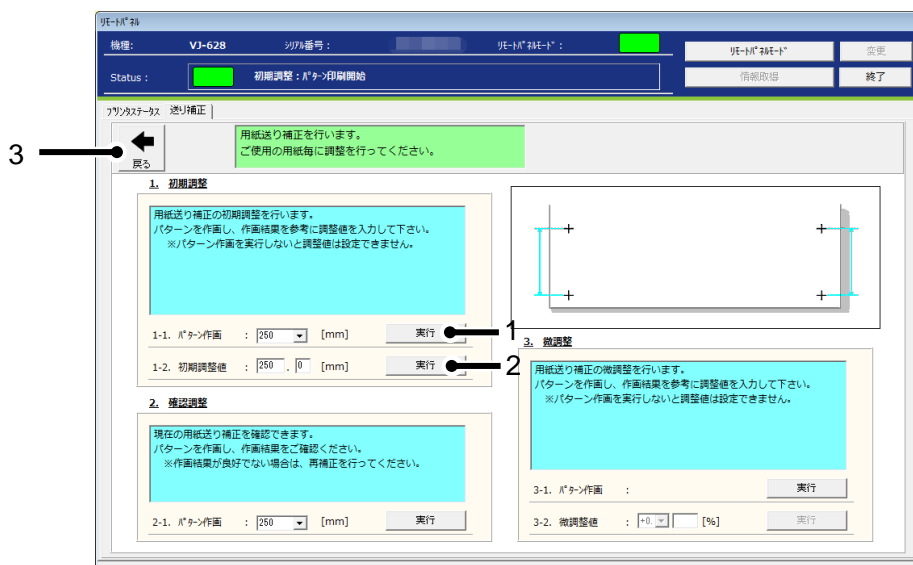 リモートパネル
機種: VJ-628 シリアル番号: リモートパネルモード: リモートパネルモード 変更
Status: 初期調整:パターン印刷開始 情報取得 終了
プリンタステータス 送り補正
戻る
用紙送り補正を行います。
ご使用の用紙毎に調整を行ってください。
3
1. 初期調整
用紙送り補正の初期調整を行います。
パターンを作画し、作画結果を参考に調整値を入力して下さい。
※パターン作画を実行しないと調整値は設定できません。
1-1. パターン作画 : 250 [mm] 実行
1
1-2. 初期調整値 : 250 . 0 [mm] 実行
2
2. 確認調整
現在の用紙送り補正を確認できます。
パターンを作画し、作画結果をご確認ください。
※作画結果が良好でない場合は、再補正を行ってください。
2-1. パターン作画 : 250 [mm] 実行
3. 微調整
用紙送り補正の微調整を行います。
パターンを作画し、作画結果を参考に調整値を入力して下さい。
※パターン作画を実行しないと調整値は設定できません。
3-1. パターン作画 : 実行
3-2. 微調整値 : +0. [%] 実行